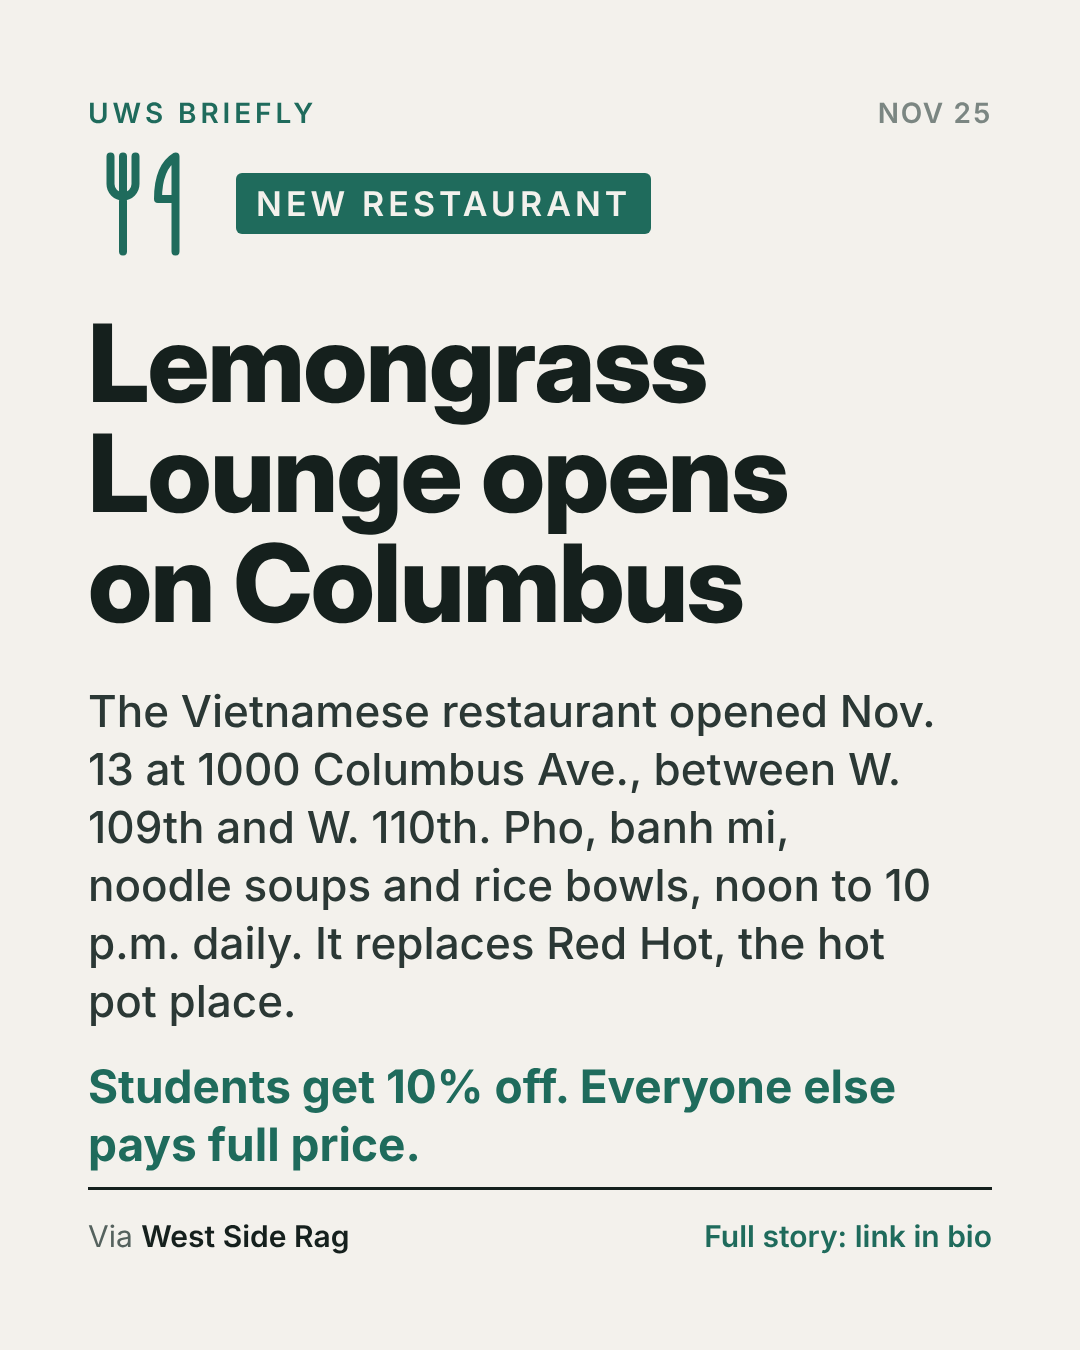 UWS BRIEFLY
NOV 25
NEW RESTAURANT
Lemongrass
Lounge opens
on Columbus
The Vietnamese restaurant opened Nov.
13 at 1000 Columbus Ave., between W.
109th and W. 110th. Pho, banh mi,
noodle soups and rice bowls, noon to 10
p.m. daily. It replaces Red Hot, the hot
pot place.
Students get 10% off. Everyone else
pays full price.
Via West Side Rag
Full story: link in bio